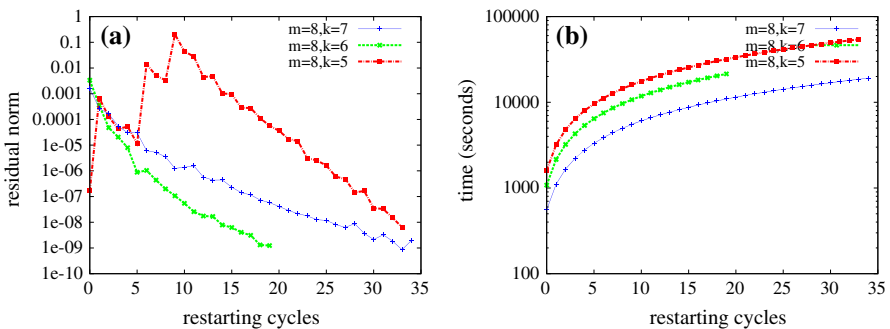 (a)
m=8,k=7
m=8,k=6
m=8,k=5
1
0.1
0.01
0.001
0.0001
1e-05
1e-06
1e-07
1e-08
1e-09
1e-10
residual norm
0 5 10 15 20 25 30 35
restarting cycles
(b)
m=8,k=7
m=8,k=6
m=8,k=5
100000
10000
1000
100
time (seconds)
0 5 10 15 20 25 30 35
restarting cycles